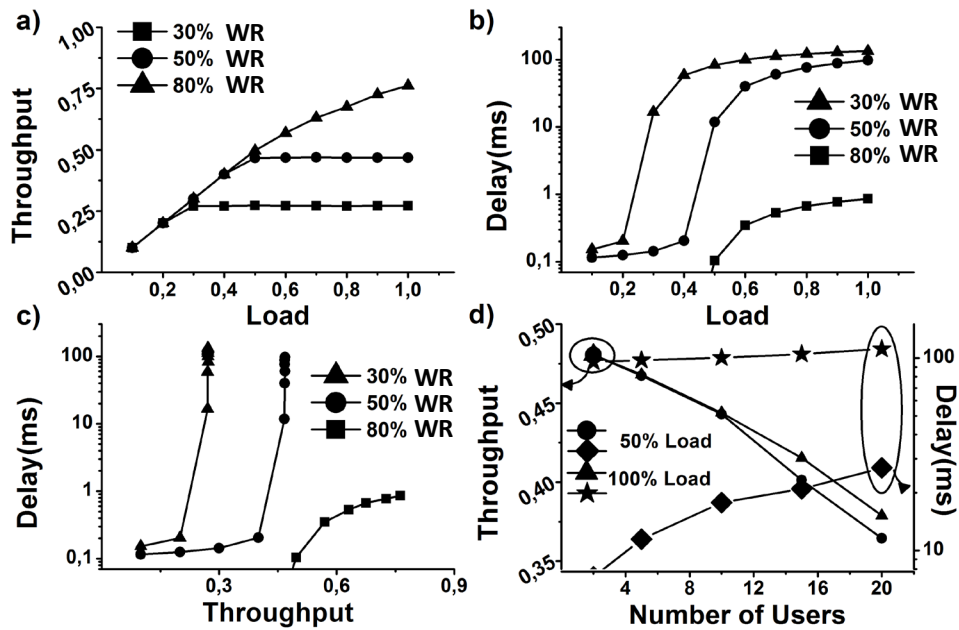 a)
1,00
0,75
0,50
0,25
0,00
Throughput
30% WR
50% WR
80% WR
0,2 0,4 0,6 0,8 1,0
Load
b)
100
10
1
0,1
Delay(ms)
30% WR
50% WR
80% WR
0,2 0,4 0,6 0,8 1,0
Load
c)
100
10
1
0,1
Delay(ms)
30% WR
50% WR
80% WR
0,3 0,6 0,9
Throughput
d)
0,50
0,45
0,40
0,35
Throughput
50% Load
100% Load
100
10
Delay(ms)
4 8 12 16 20
Number of Users